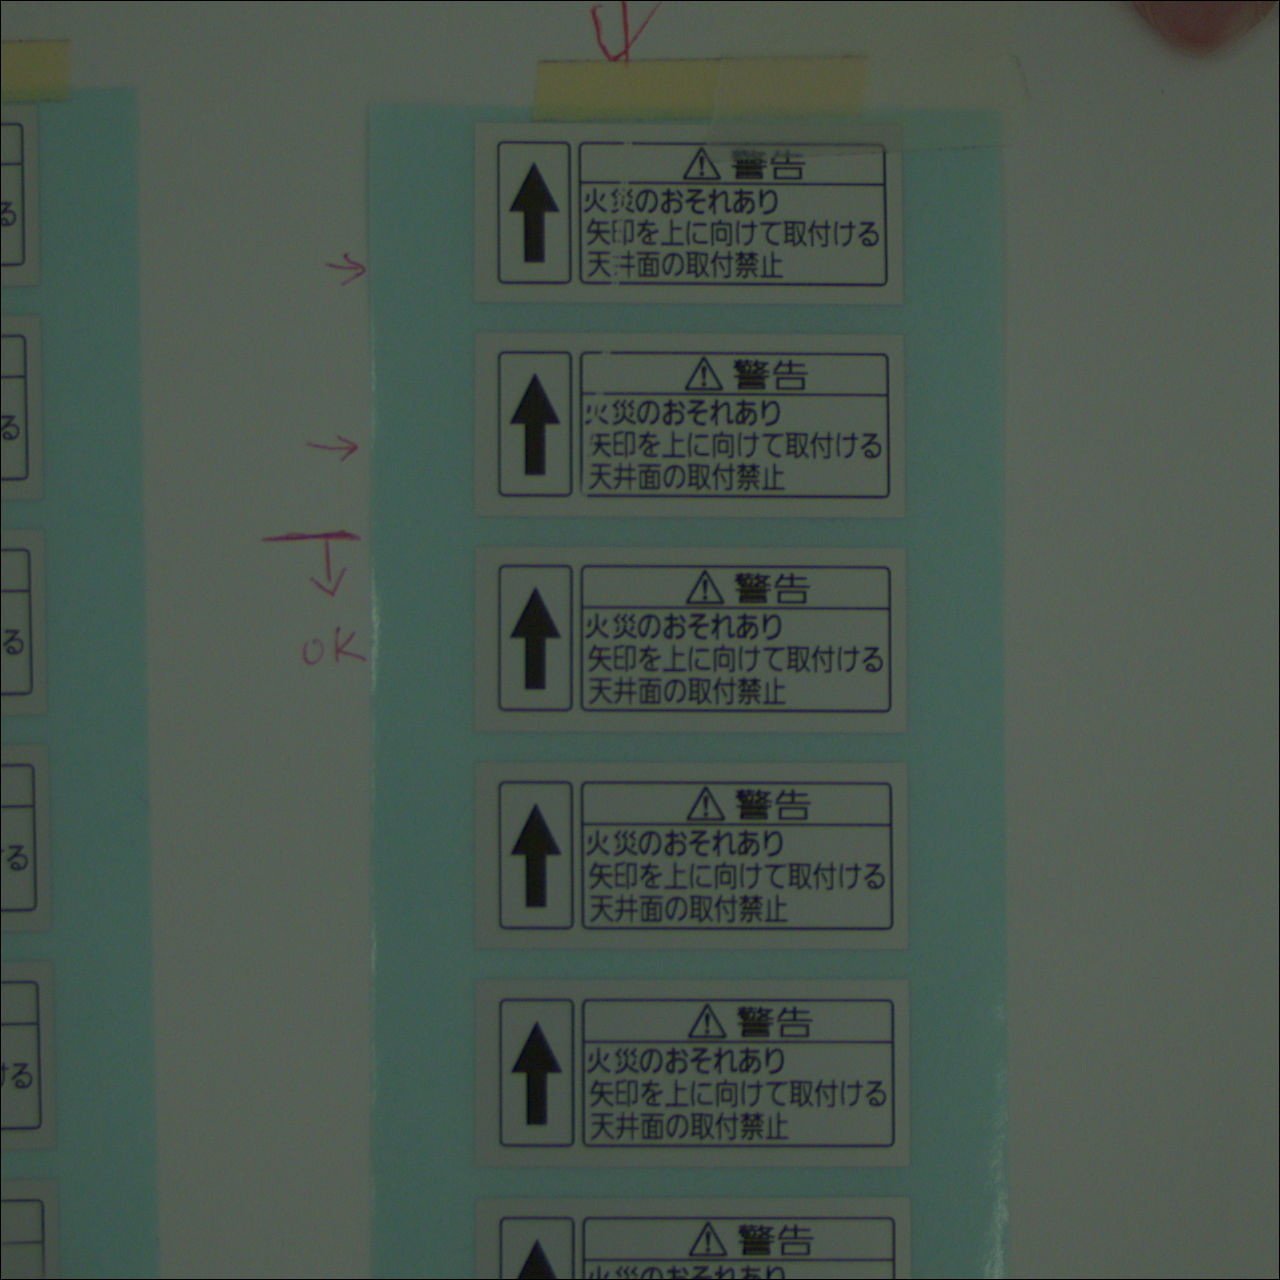 警告
火災のおそれあり
矢印を上に向けて取付ける
天井面の取付禁止
警告
火災のおそれあり
矢印を上に向けて取付ける
天井面の取付禁止
OK
警告
火災のおそれあり
矢印を上に向けて取付ける
天井面の取付禁止
警告
火災のおそれあり
矢印を上に向けて取付ける
天井面の取付禁止
警告
火災のおそれあり
矢印を上に向けて取付ける
天井面の取付禁止
警告
火災のおそれあり
る
る
る
ける
ける